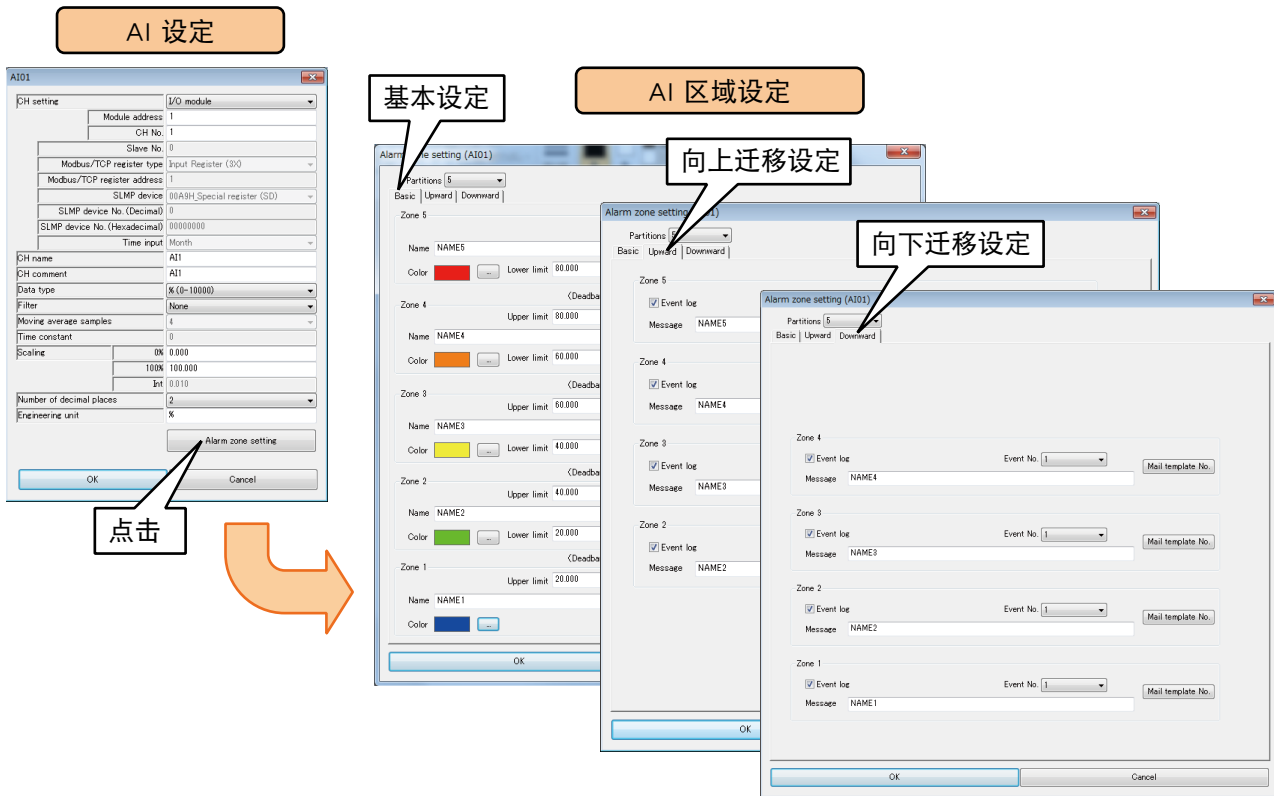 AI 设定
AI01
CH setting I/O module
Module address 1
CH No. 1
Slave No. 0
Modbus/TCP register type Input Register (3X)
Modbus/TCP register address 1
SLMP device 00A9H_Special register (SD)
SLMP device No. (Decimal) 0
SLMP device No. (Hexadecimal) 00000000
Time input Month
CH name AI1
CH comment AI1
Data type % (0-10000)
Filter None
Moving average samples 4
Time constant 0
Scaling 0% 0.000
100% 100.000
Int 0.010
Number of decimal places 2
Engineering unit %
Alarm zone setting
OK Cancel
点击
AI 区域设定
基本设定
Alarm zone setting (AI01)
Partitions 5
Basic Upward Downward
Zone 5
Name NAME5
Color ... Lower limit 80.000
(Deadba
Zone 4
Upper limit 80.000
Name NAME4
Color ... Lower limit 60.000
(Deadba
Zone 3
Upper limit 60.000
Name NAME3
Color ... Lower limit 40.000
(Deadba
Zone 2
Upper limit 40.000
Name NAME2
Color ... Lower limit 20.000
(Deadba
Zone 1
Upper limit 20.000
Name NAME1
Color ...
OK
向上迁移设定
Alarm zone setting (AI01)
Partitions 5
Basic Upward Downward
Zone 5
Event log
Message NAME5
Zone 4
Event log
Message NAME4
Zone 3
Event log
Message NAME3
Zone 2
Event log
Message NAME2
OK
向下迁移设定
Alarm zone setting (AI01)
Partitions 5
Basic Upward Downward
Zone 4
Event log Event No. 1 Mail template No.
Message NAME4
Zone 3
Event log Event No. 1 Mail template No.
Message NAME3
Zone 2
Event log Event No. 1 Mail template No.
Message NAME2
Zone 1
Event log Event No. 1 Mail template No.
Message NAME1
OK Cancel